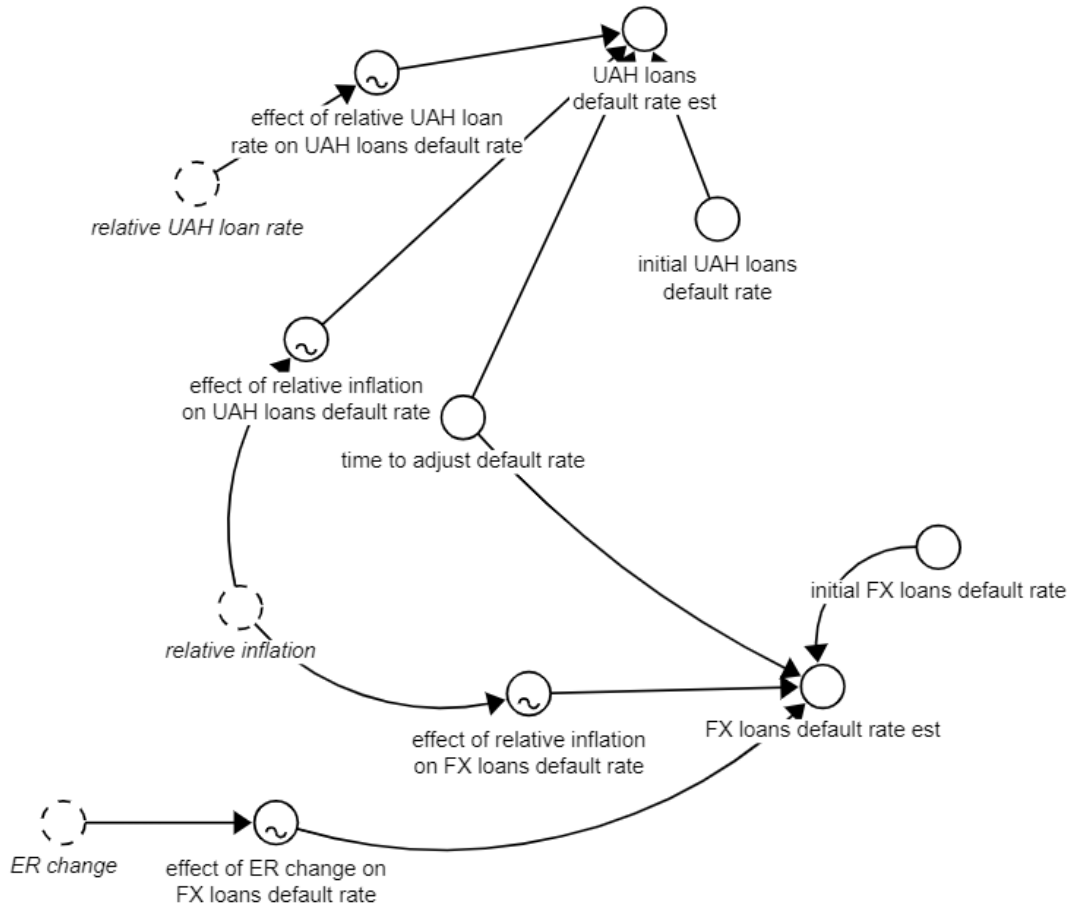 UAH loans
default rate est
effect of relative UAH loan
rate on UAH loans default rate
relative UAH loan rate
initial UAH loans
default rate
effect of relative inflation
on UAH loans default rate
time to adjust default rate
initial FX loans default rate
relative inflation
FX loans default rate est
effect of relative inflation
on FX loans default rate
ER change
effect of ER change on
FX loans default rate